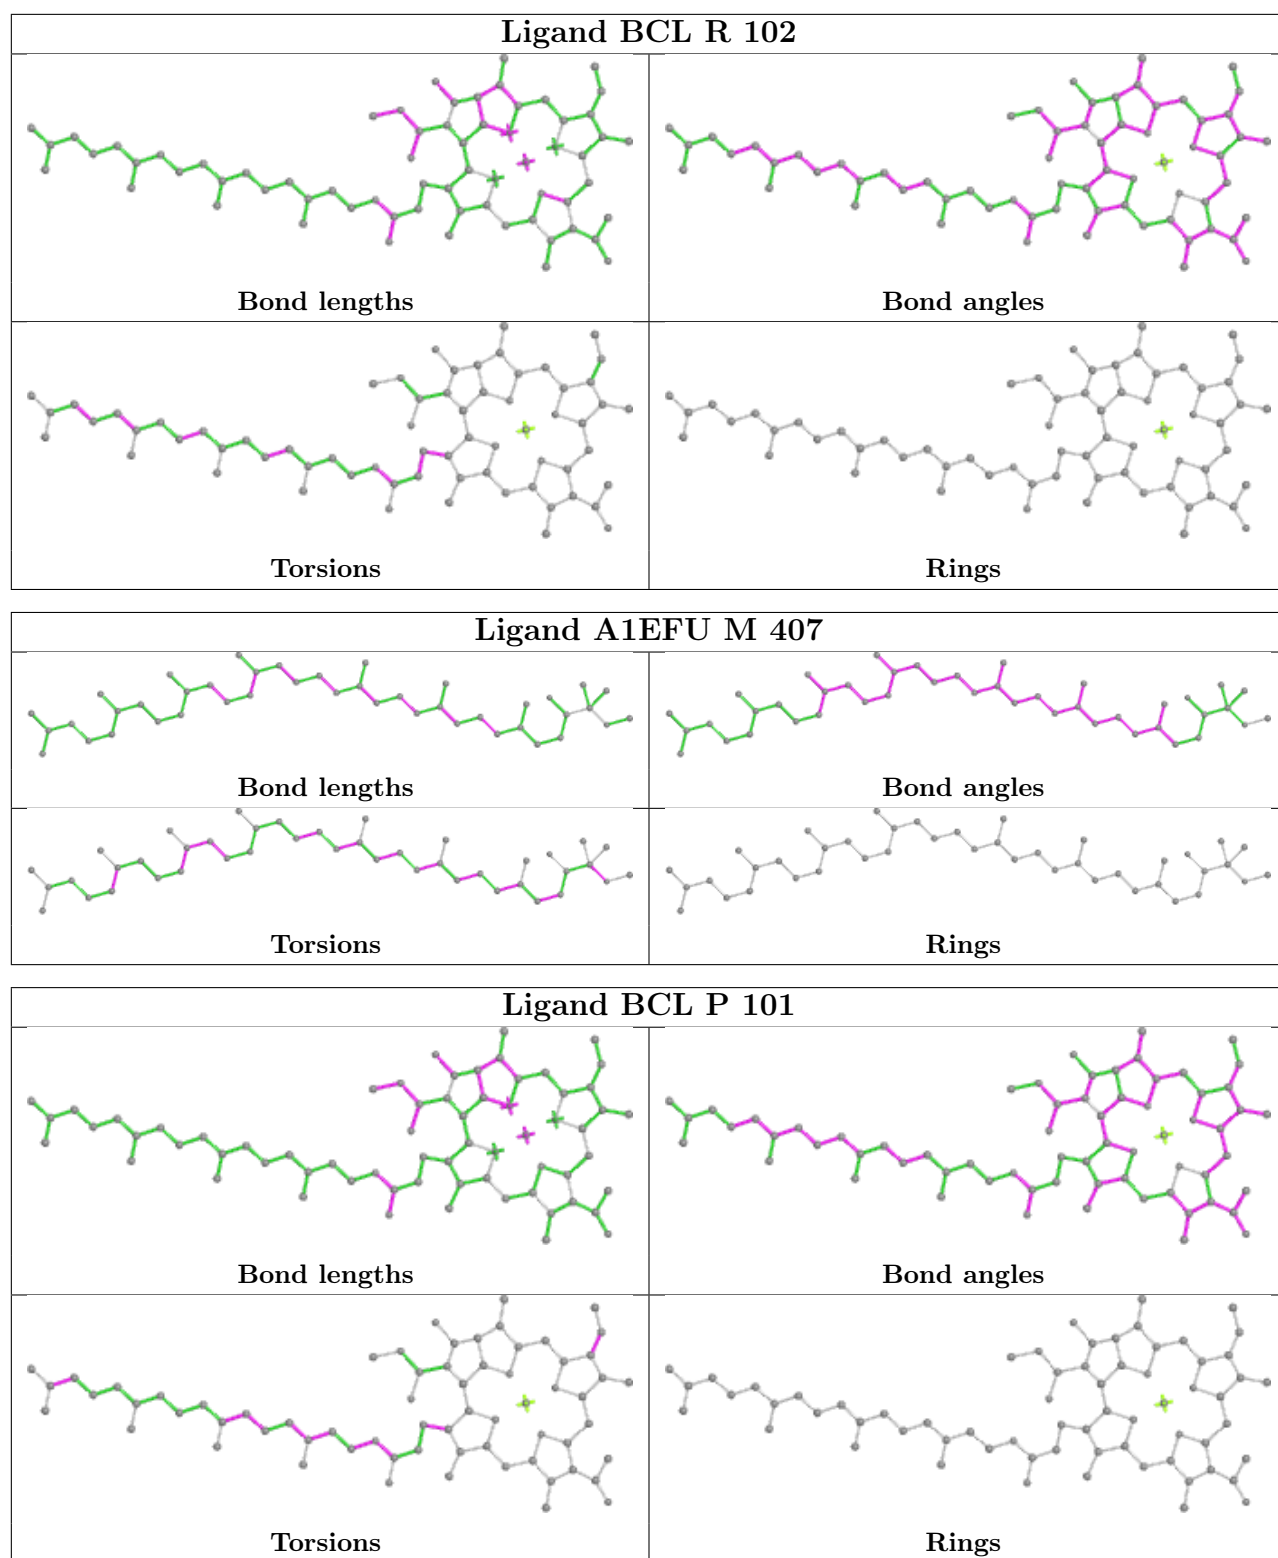 Ligand BCL R 102
Bond lengths
Bond angles
Torsions
Rings
Ligand A1EFU M 407
Bond lengths
Bond angles
Torsions
Rings
Ligand BCL P 101
Bond lengths
Bond angles
Torsions
Rings